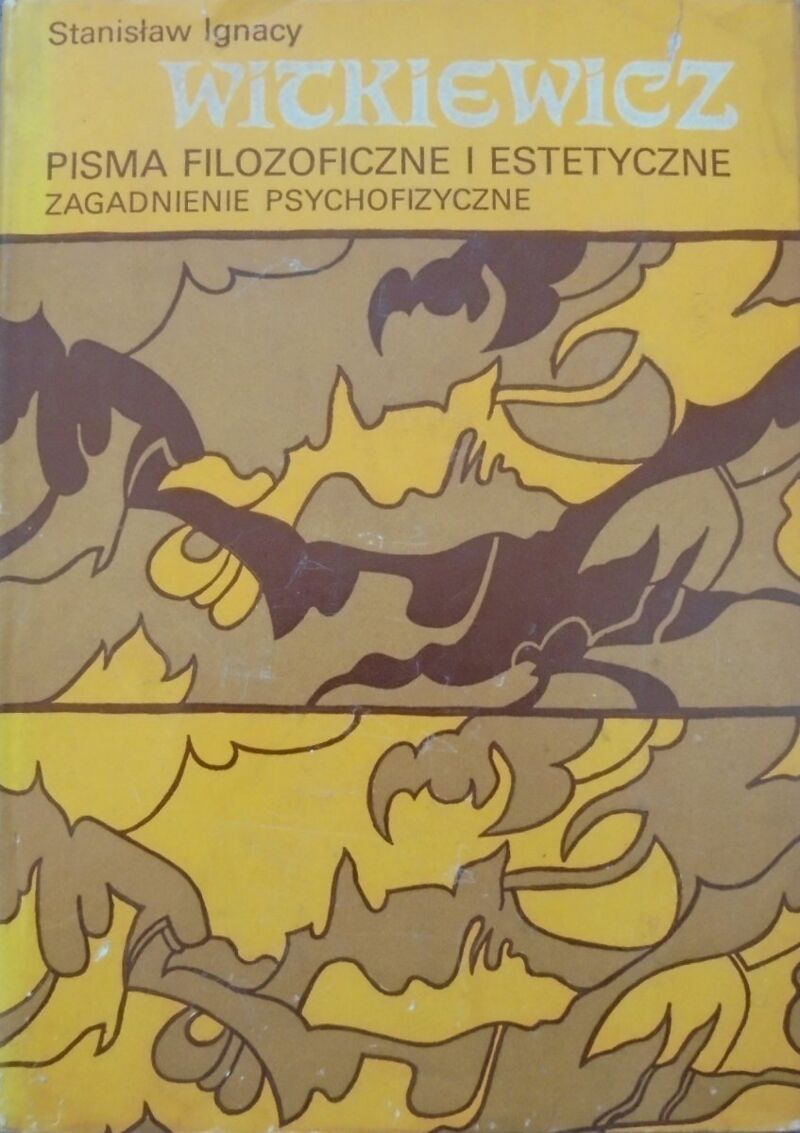 Stanisław Ignacy
WITKIEWICZ
PISMA FILOZOFICZNE I ESTETYCZNE
ZAGADNIENIE PSYCHOFIZYCZNE